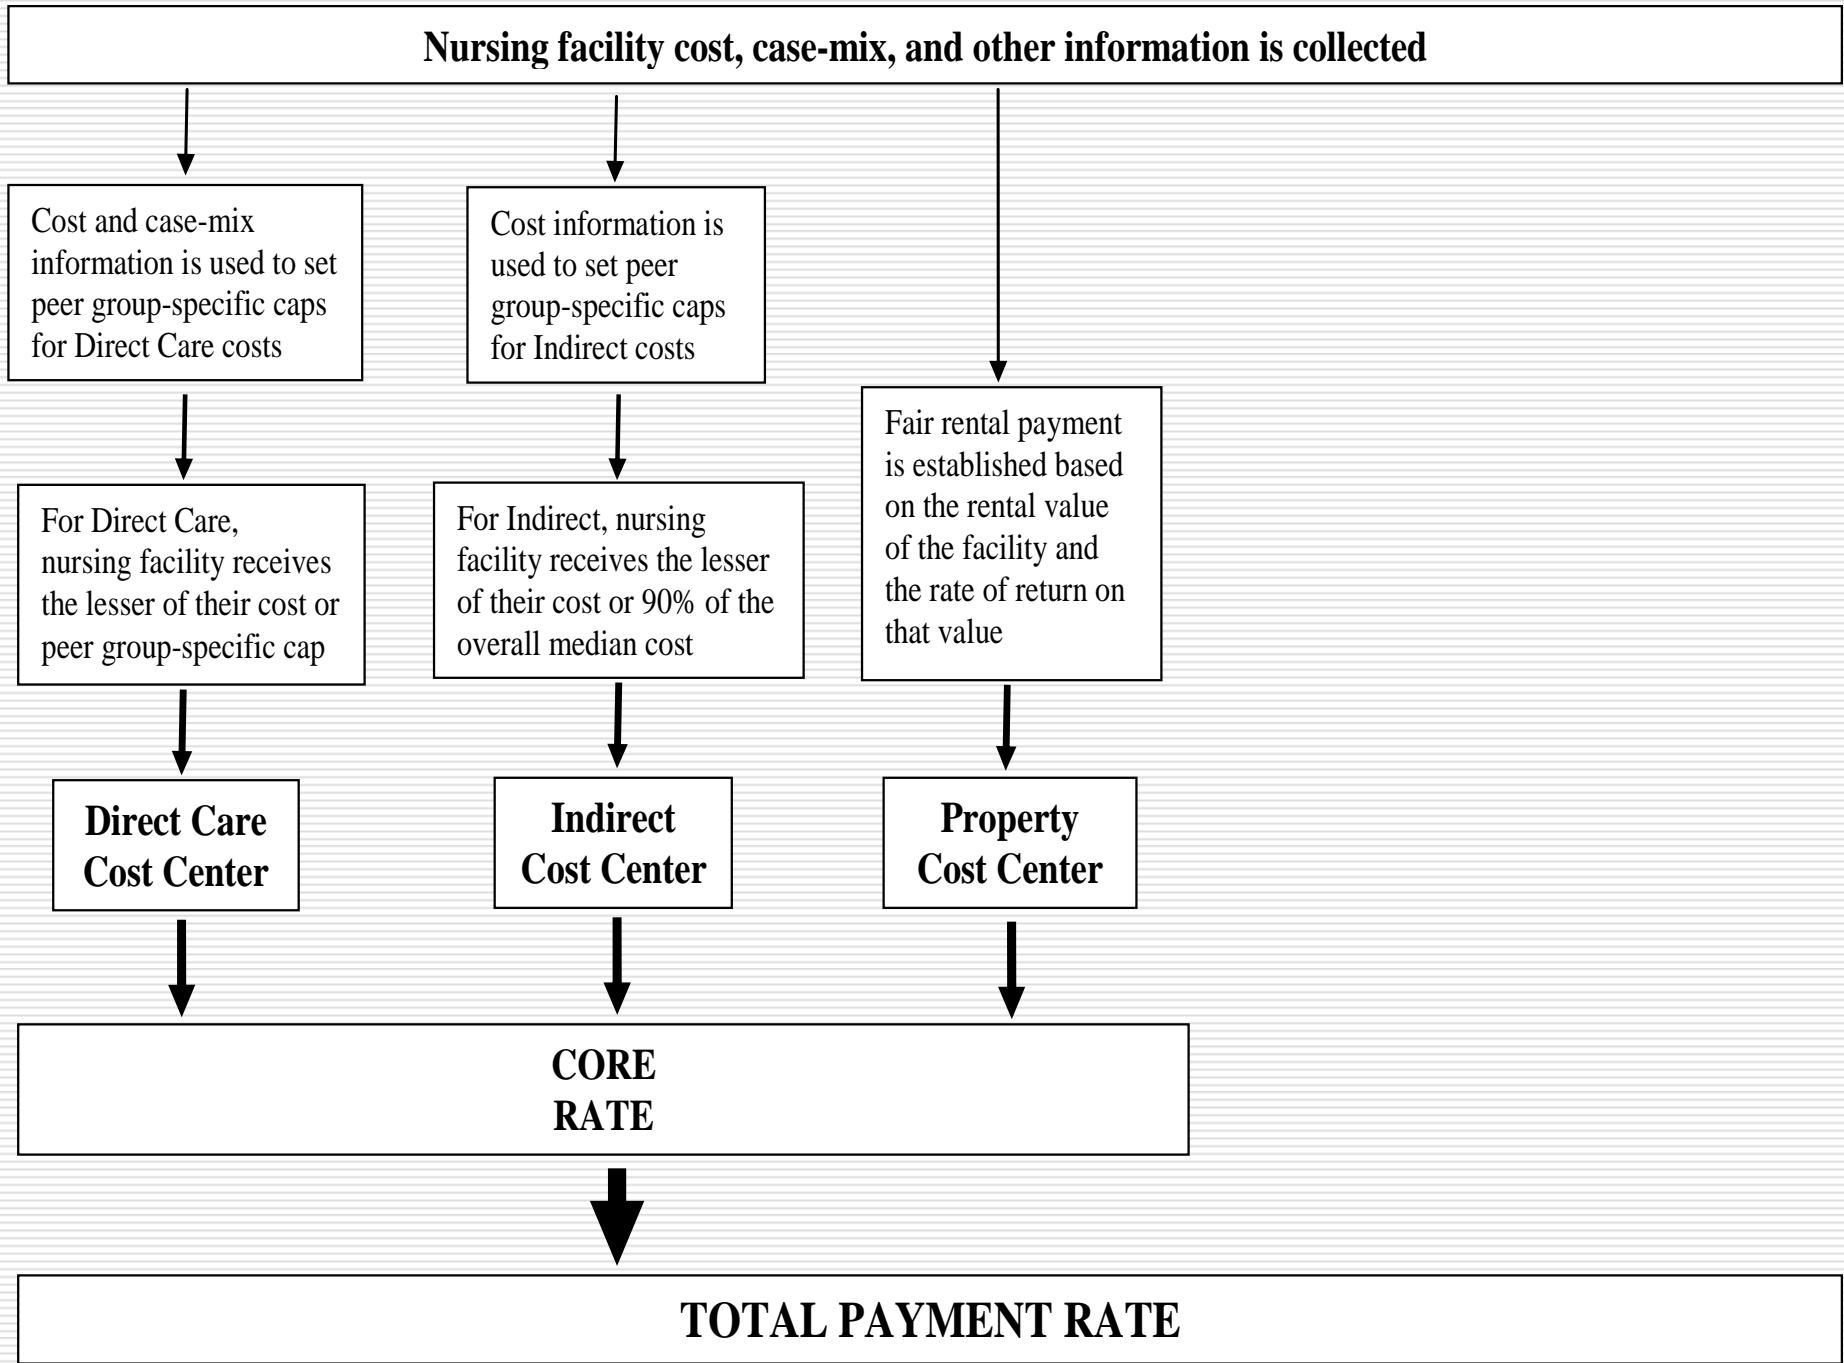 Nursing facility cost, case-mix, and other information is collected
Cost and case-mix
information is used to set
peer group-specific caps
for Direct Care costs
Cost information is
used to set peer
group-specific caps
for Indirect costs
Fair rental payment
is established based
on the rental value
of the facility and
the rate of return on
that value
For Direct Care,
nursing facility receives
the lesser of their cost or
peer group-specific cap
For Indirect, nursing
facility receives the lesser
of their cost or 90% of the
overall median cost
Direct Care
Cost Center
Indirect
Cost Center
Property
Cost Center
CORE
RATE
TOTAL PAYMENT RATE